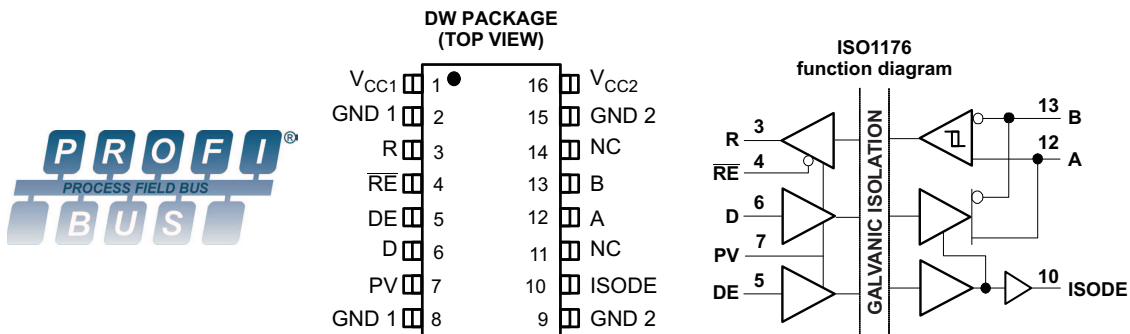 PROFI®
PROCESS FIELD BUS
BUS
DW PACKAGE
(TOP VIEW)
VCC1 1 16 VCC2
GND 1 2 15 GND 2
R 3 14 NC
RE 4 13 B
DE 5 12 A
D 6 11 NC
PV 7 10 ISODE
GND 1 8 9 GND 2
ISO1176
function diagram
GALVANIC ISOLATION
R 3
RE 4
D 6
PV 7
DE 5
13 B
12 A
10 ISODE